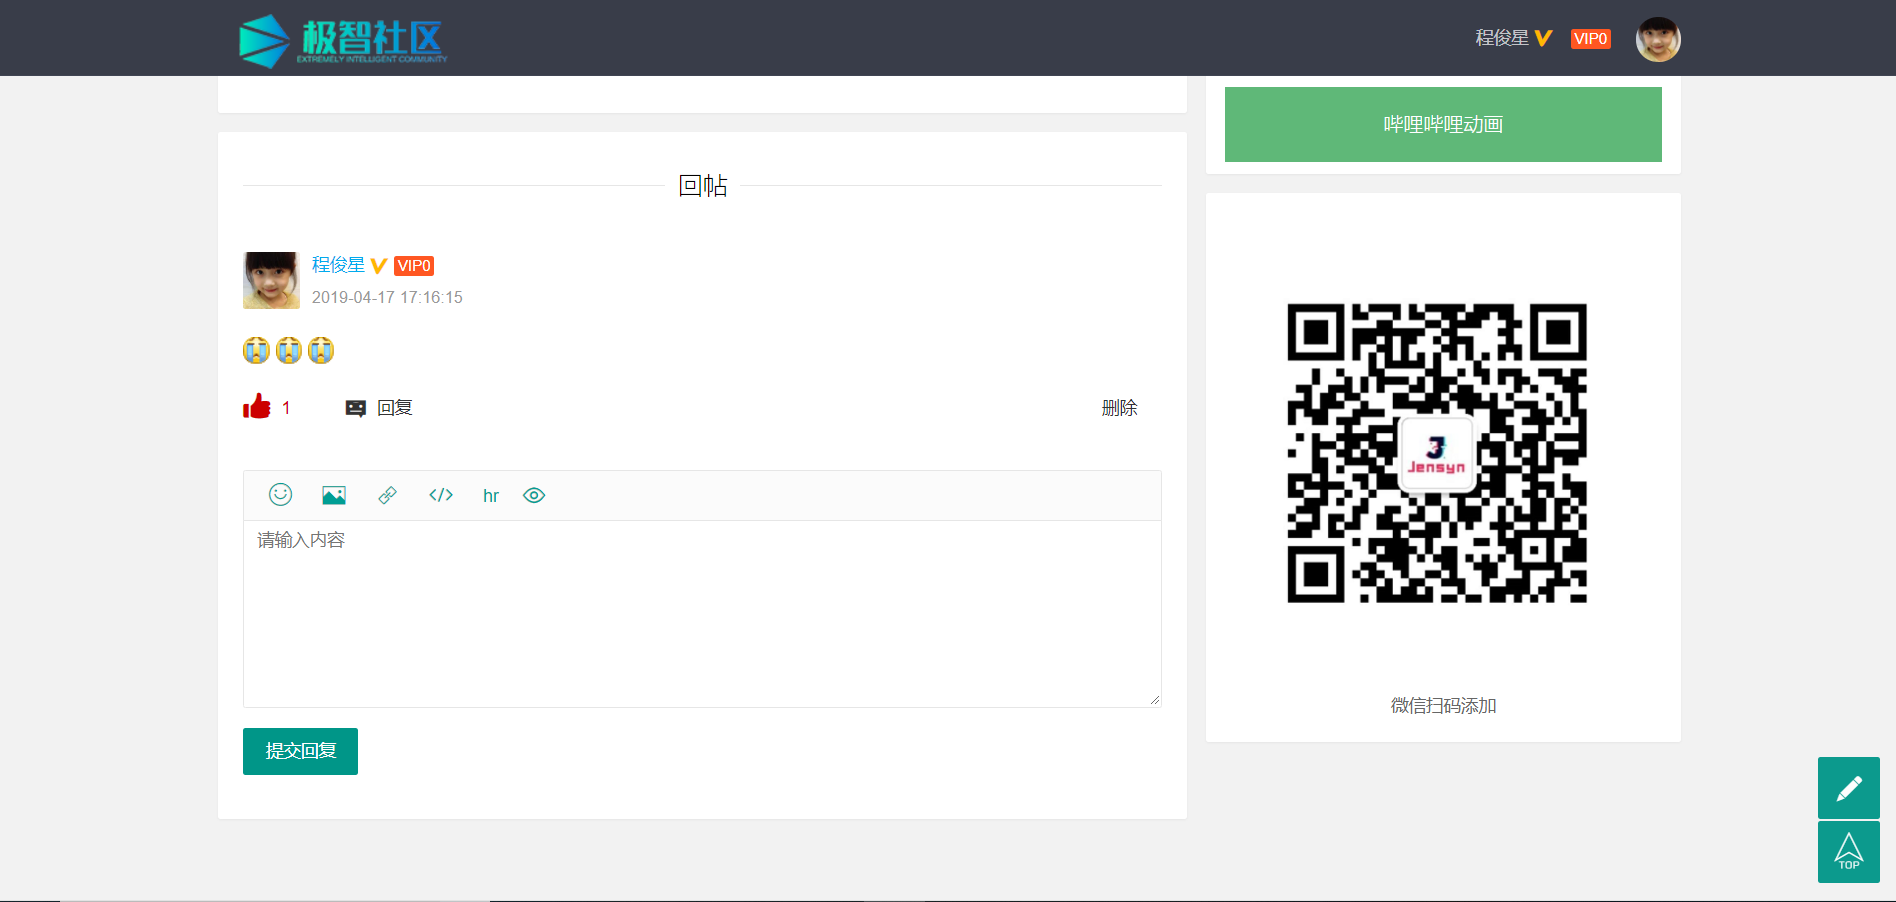 极智社区
EXTREMELY INTELLIGENT COMMUNITY
程俊星 V VIP0
哔哩哔哩动画
回帖
程俊星 V VIP0
2019-04-17 17:16:15
1 回复 删除
</> hr
请输入内容
提交回复
Jensyn
微信扫码添加
TOP